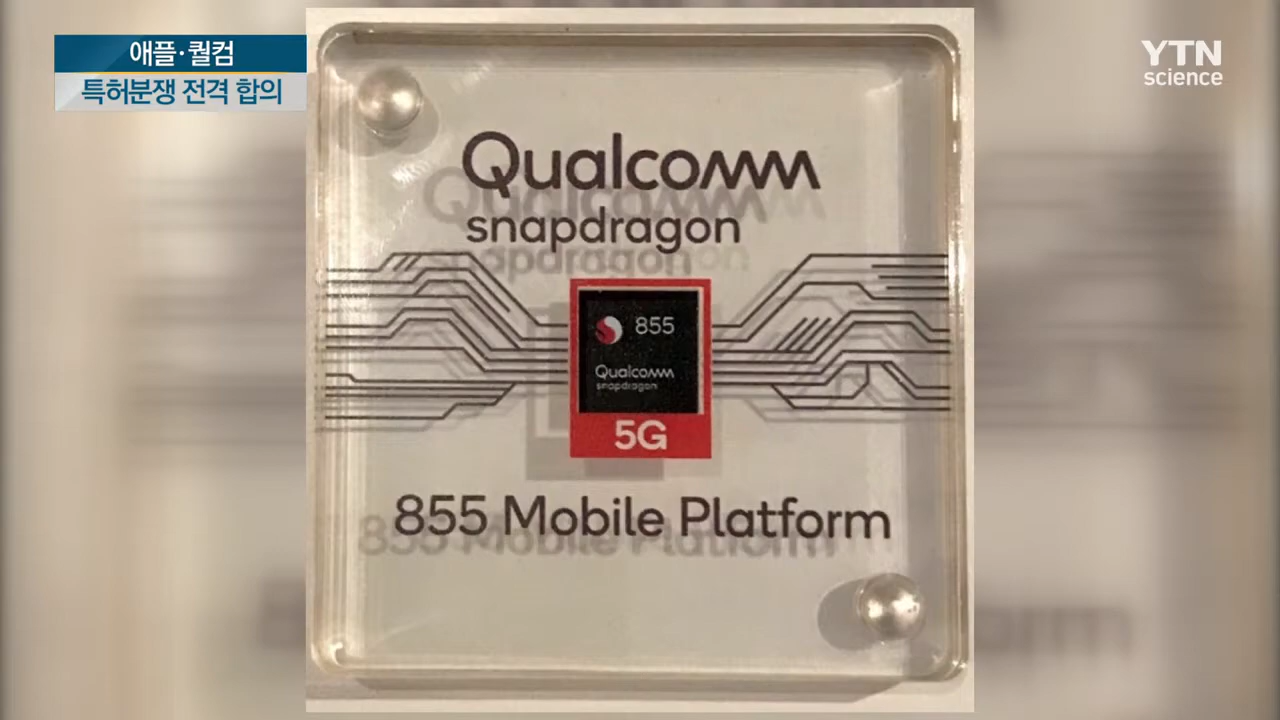 애플·퀄컴
특허분쟁 전격 합의
YTN
science
Qualcomm
snapdragon
855
Qualcomm
snapdragon
5G
855 Mobile Platform